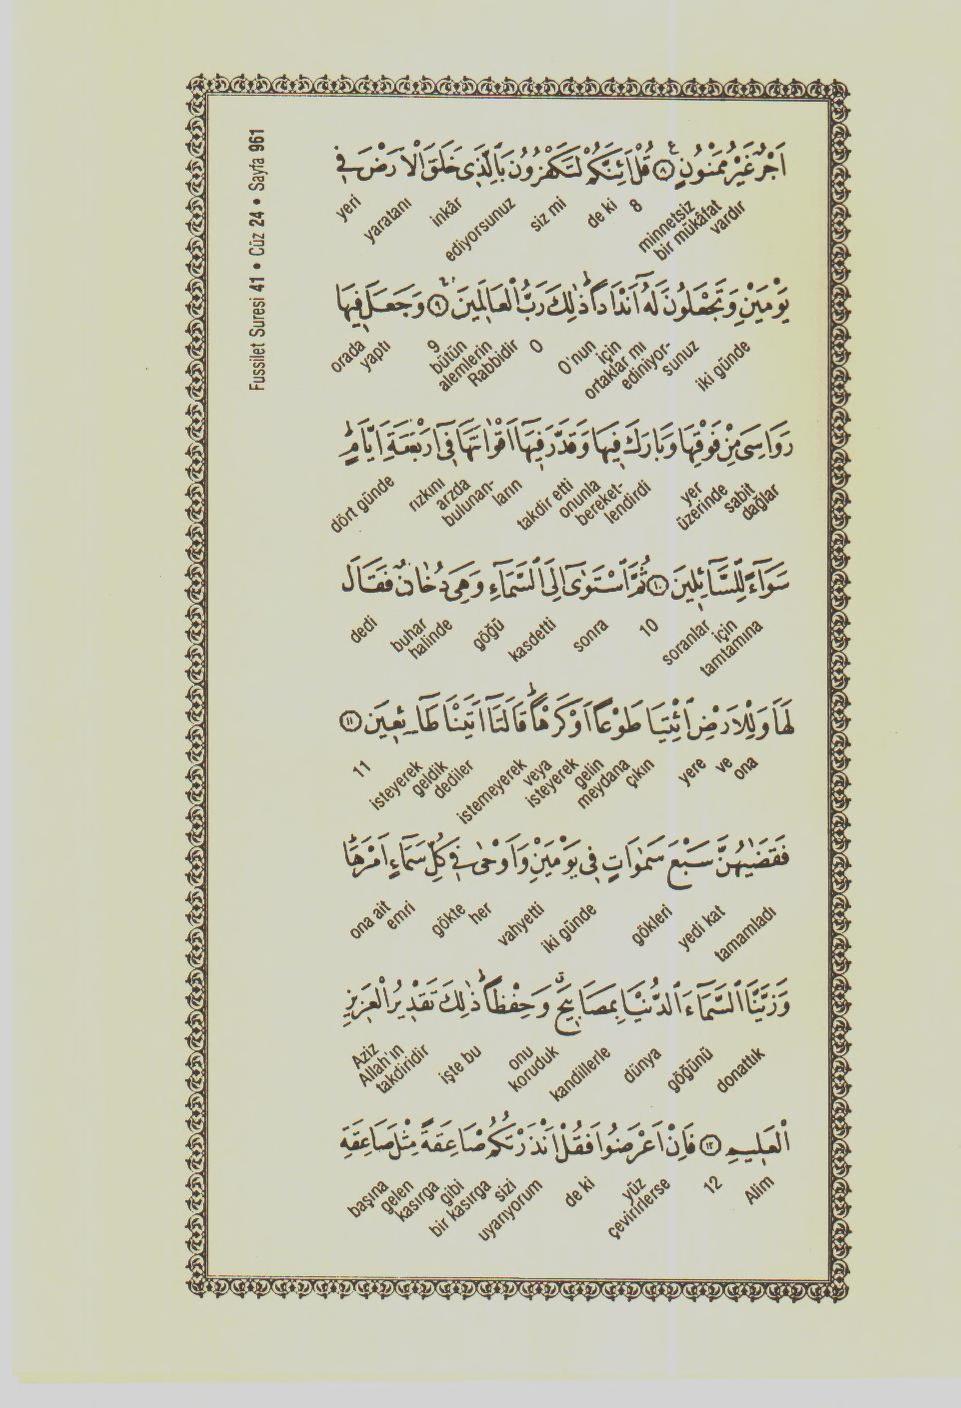 Fussilet Suresi 41 • Cüz 24 • Sayfa 961
اَجْرٌ غَيْرُ مَمْنُونٍ ﴿٨﴾ قُلْ اَئِنَّكُمْ لَتَكْفُرُونَ بِالَّذِى خَلَقَ الْاَرْضَ فِى
minnetsiz bir mükâfat vardır 8 de ki siz mi ediyorsunuz inkâr yaratanı yeri
يَوْمَيْنِ وَتَجْعَلُونَ لَهُٓ اَنْدَادًاۜ ذٰلِكَ رَبُّ الْعَالَمِينَ ﴿٩﴾ وَجَعَلَ فِيهَا
iki günde ediniyor- sunuz ortaklar mı için O'nun O bütün alemlerin Rabbidir 9 yaptı orada
رَوَاسِىَ مِنْ فَوْقِهَا وَبَارَكَ فِيهَا وَقَدَّرَ فِيهَٓا اَقْوَاتَهَا فِٓى اَرْبَعَةِ اَيَّامٍۜ
sabit dağlar yer üzerinde bereket- lendirdi onunla takdir etti bulunan- ların arzda rızkını dört günde
سَوَٓاءً لِلسَّٓائِلِينَ ﴿١٠﴾ ثُمَّ اسْتَوٰٓى اِلَى السَّمَٓاءِ وَهِىَ دُخَانٌ فَقَالَ
tamtamına için soranlar 10 sonra kasdetti göğü buhar halinde dedi
لَهَا وَلِلْاَرْضِ ائْتِيَا طَوْعًا اَوْ كَرْهًاۜ قَالَتَٓا اَتَيْنَا طَٓائِعِينَ ﴿١١﴾
ona ve yere çıkın meydana gelin isteyerek veya istemeyerek dediler geldik isteyerek 11
فَقَضٰيهُنَّ سَبْعَ سَمٰوَاتٍ فِى يَوْمَيْنِ وَاَوْحٰى فِى كُلِّ سَمَٓاءٍ اَمْرَهَاۜ
tamamladı yedi kat gökleri iki günde vahyetti her gökte emri ona ait
وَزَيَّنَّا السَّمَٓاءَ الدُّنْيَا بِمَصَابِيحَۗ وَحِفْظًاۜ ذٰلِكَ تَقْدِيرُ الْعَزِيزِ
donattık göğünü dünya kandillerle onu koruduk işte bu Aziz Allah'ın takdiridir
الْعَلِيمِ ﴿١٢﴾ فَاِنْ اَعْرَضُوا فَقُلْ اَنْذَرْتُكُمْ صَاعِقَةً مِثْلَ صَاعِقَةِ
Alim 12 yüz çevirirlerse de ki sizi uyarıyorum bir kasırga gibi kasırga gelen başına